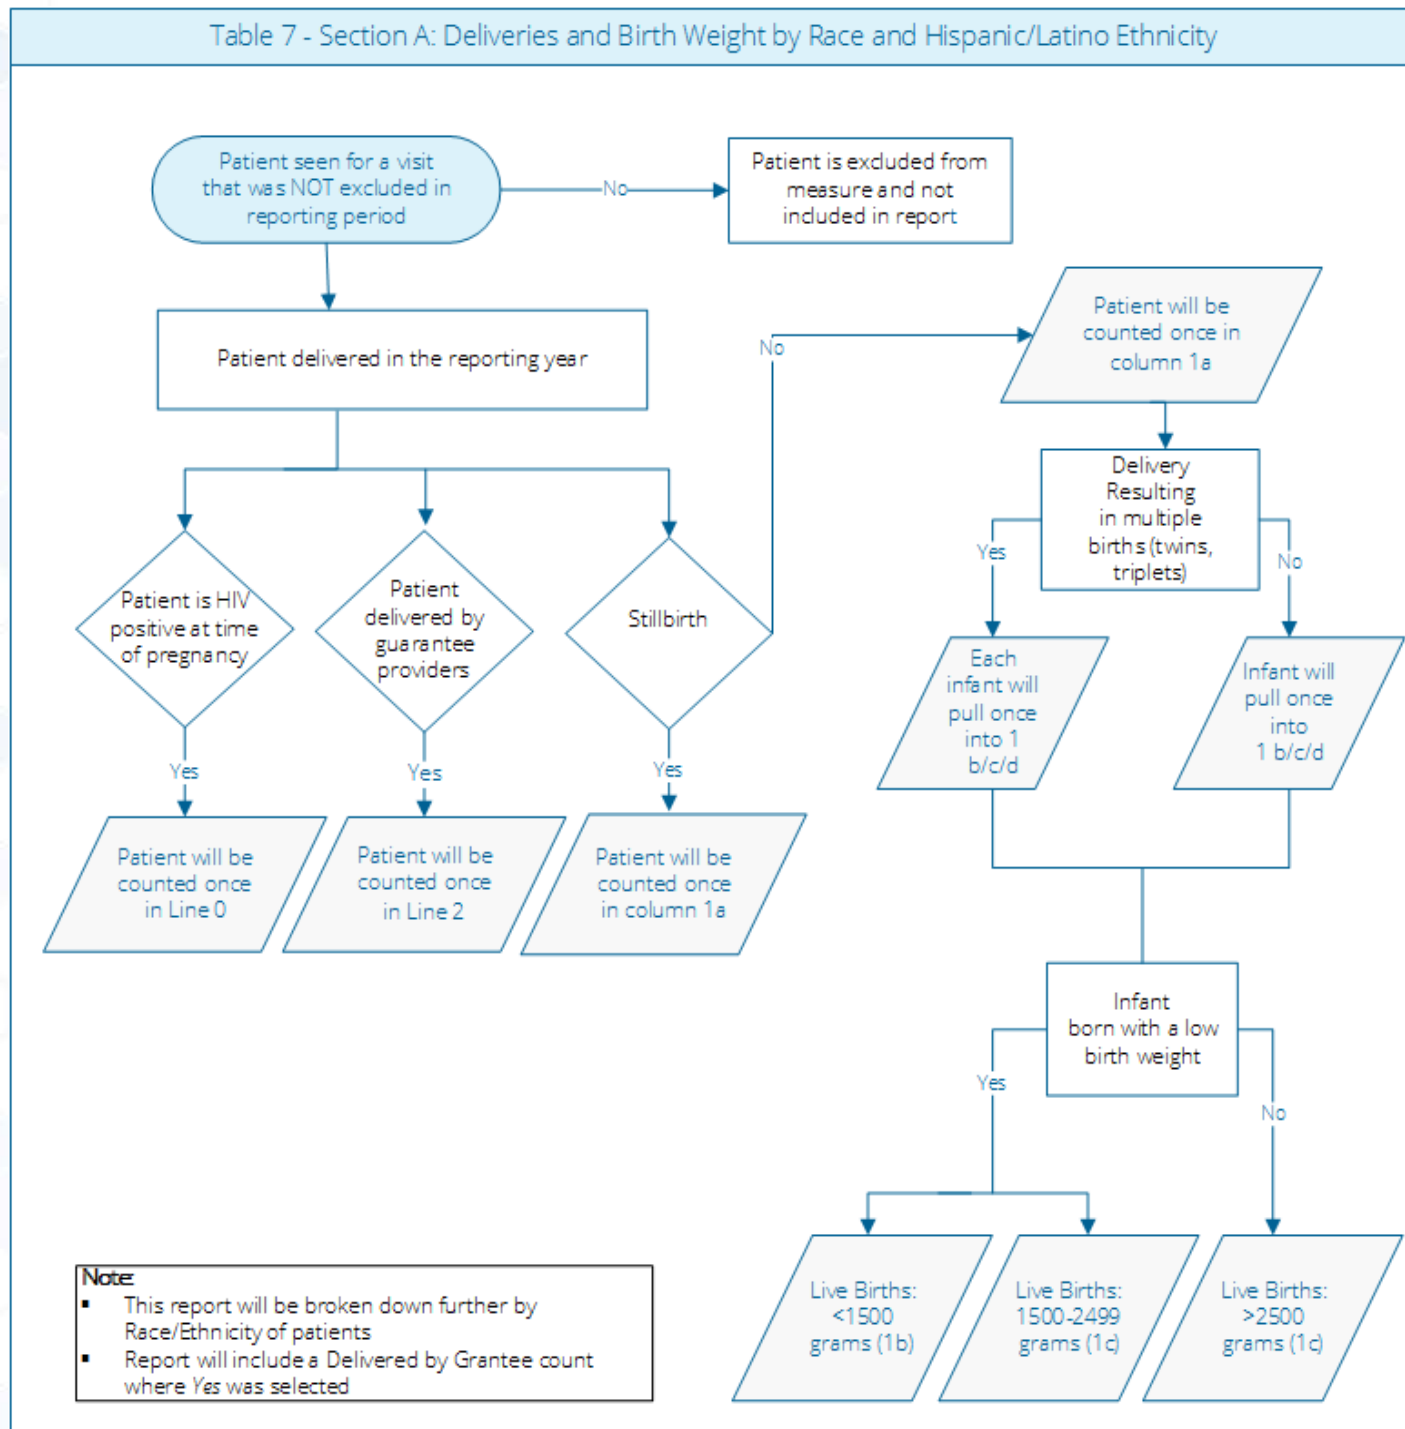 Table 7 - Section A: Deliveries and Birth Weight by Race and Hispanic/Latino Ethnicity
Patient seen for a visit
that was NOT excluded in
reporting period
No
Patient is excluded from
measure and not
included in report
Patient delivered in the reporting year
No
Patient will be
counted once in
column 1a
Delivery
Resulting
in multiple
births (twins,
triplets)
Yes
No
Patient is HIV
positive at time
of pregnancy
Patient
delivered by
guarantee
providers
Stillbirth
Each
infant will
pull once
into 1
b/c/d
Infant will
pull once
into
1 b/c/d
Yes
Yes
Yes
Patient will be
counted once
in Line 0
Patient will be
counted once
in Line 2
Patient will be
counted once
in column 1a
Infant
born with a low
birth weight
Yes
No
Live Births:
<1500
grams (1b)
Live Births:
1500-2499
grams (1c)
Live Births:
>2500
grams (1c)
Note:
▪ This report will be broken down further by
Race/Ethnicity of patients
▪ Report will include a Delivered by Grantee count
where Yes was selected